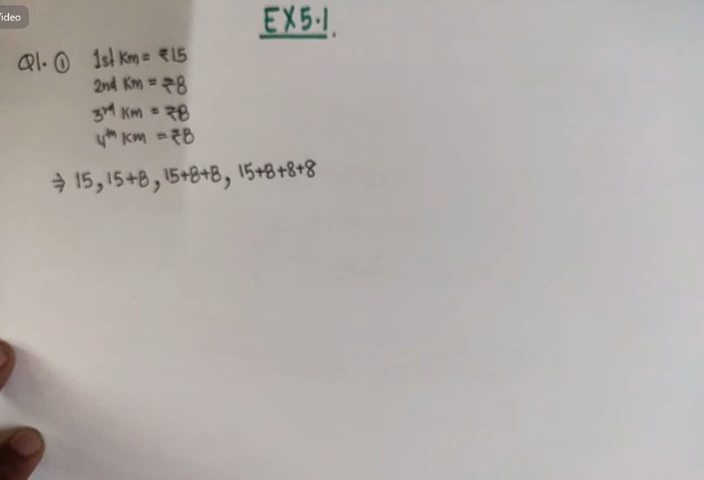 Video
EX5.1.
Q1. ① 1st Km = ₹15
2nd Km = ₹8
3rd Km = ₹8
4th Km = ₹8
⇒ 15, 15+8, 15+8+8, 15+8+8+8